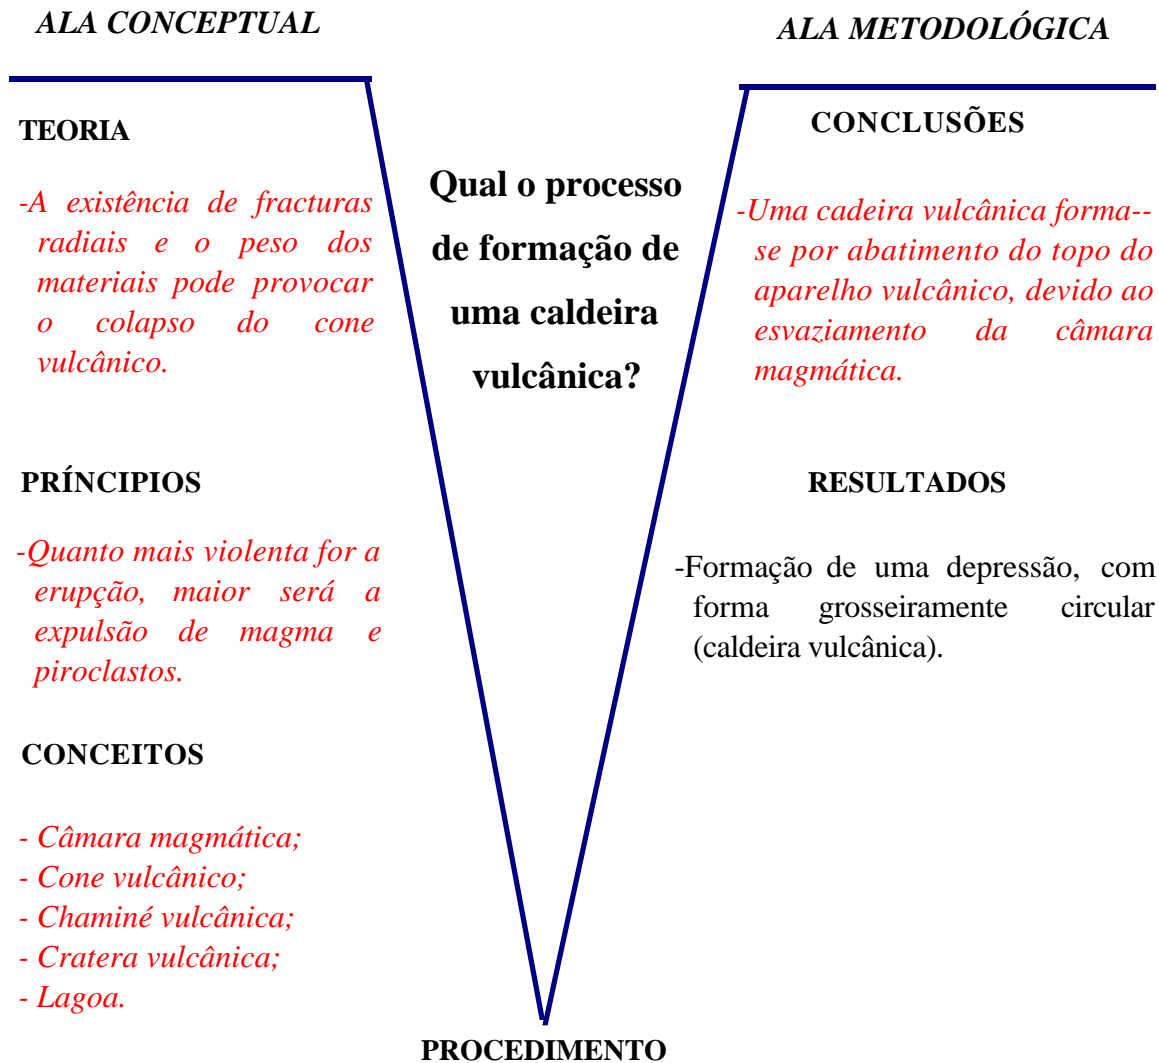 ALA CONCEPTUAL
TEORIA
-A existência de fracturas
radiais e o peso dos
materiais pode provocar
o colapso do cone
vulcânico.
PRÍNCIPIOS
-Quanto mais violenta for a
erupção, maior será a
expulsão de magma e
piroclastos.
CONCEITOS
- Câmara magmática;
- Cone vulcânico;
- Chaminé vulcânica;
- Cratera vulcânica;
- Lagoa.
Qual o processo
de formação de
uma caldeira
vulcânica?
ALA METODOLÓGICA
CONCLUSÕES
-Uma cadeira vulcânica forma--
se por abatimento do topo do
aparelho vulcânico, devido ao
esvaziamento da câmara
magmática.
RESULTADOS
-Formação de uma depressão, com
forma grosseiramente circular
(caldeira vulcânica).
PROCEDIMENTO